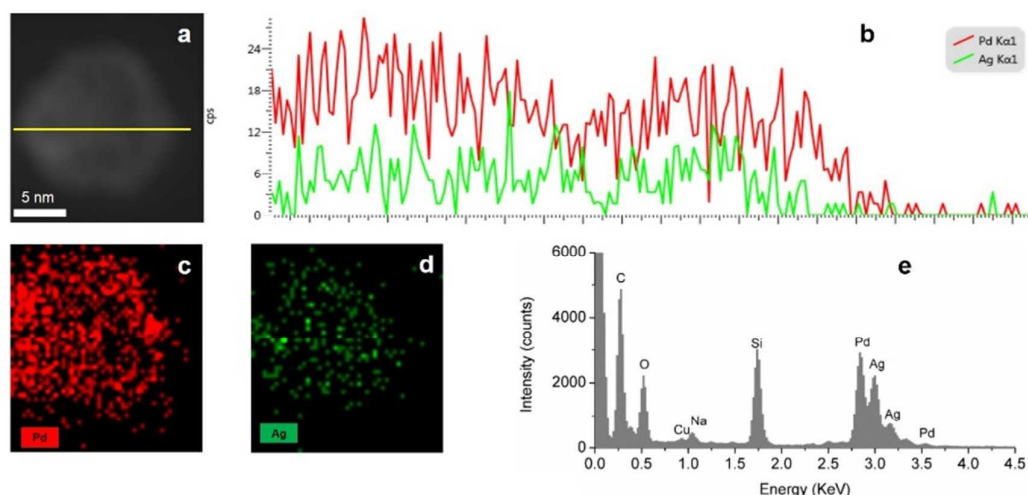 a
5 nm
b
cps
24
18
12
6
0
Pd Kα1
Ag Kα1
c
Pd
d
Ag
e
Intensity (counts)
6000
4000
2000
0
C
O
Cu
Na
Si
Pd
Ag
Ag
Pd
0.0 0.5 1.0 1.5 2.0 2.5 3.0 3.5 4.0 4.5
Energy (KeV)